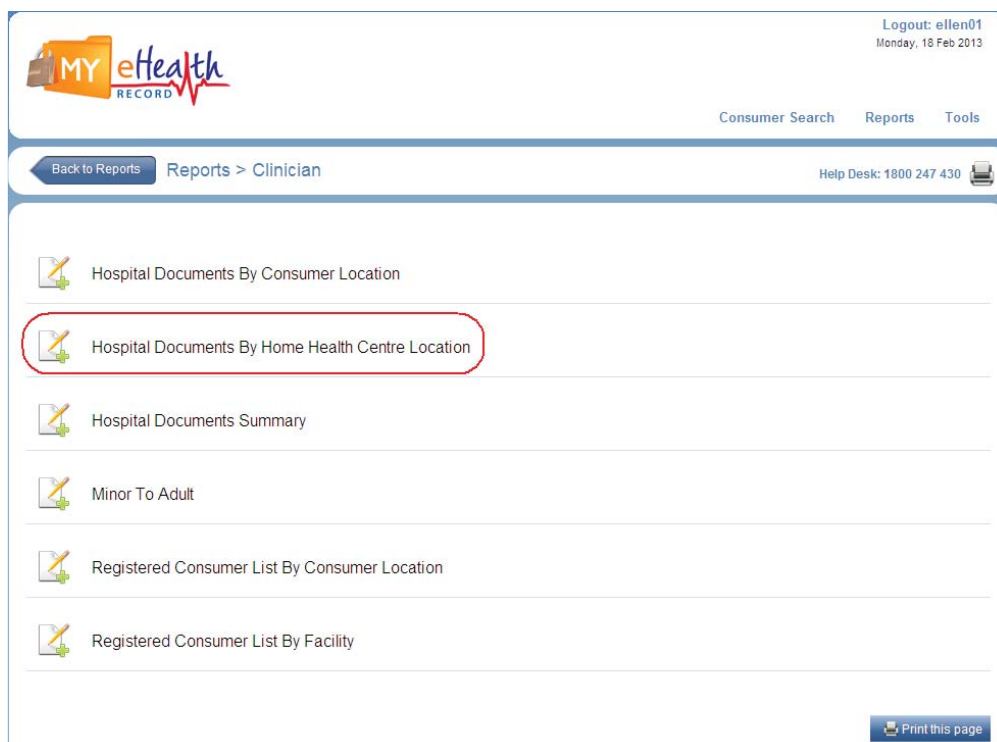 Logout: ellen01
Monday, 18 Feb 2013
MY eHealth
RECORD
Consumer Search Reports Tools
Back to Reports Reports > Clinician Help Desk: 1800 247 430
Hospital Documents By Consumer Location
Hospital Documents By Home Health Centre Location
Hospital Documents Summary
Minor To Adult
Registered Consumer List By Consumer Location
Registered Consumer List By Facility
Print this page